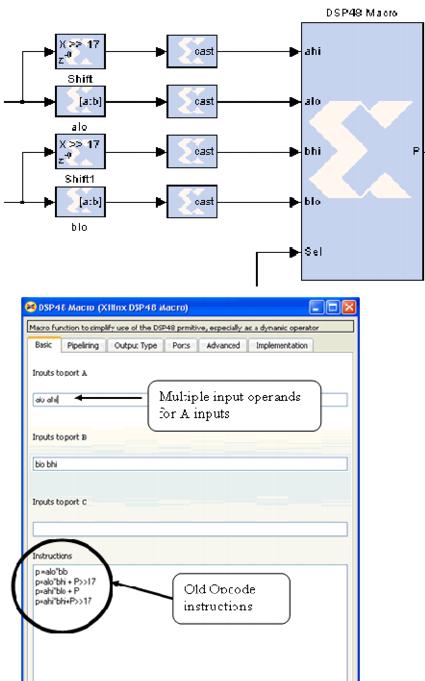 DSP48 Macro
X >> 17
z^-0
Shift
cast
ahi
[a:b]
alo
cast
alo
X >> 17
z^-0
Shift1
cast
bhi
P
[a:b]
blo
cast
blo
Sel
DSP48 Macro (Xilinx DSP48 Macro)
Macro function to simplify use of the DSP48 primitive, especially as a dynamic operator
Basic Pipelining Output Type Ports Advanced Implementation
Inputs to port A
alo ahi
Multiple input operands
for A inputs
Inputs to port B
blo bhi
Inputs to port C
Instructions
p=alo*blo
p=alo*bhi + P>>17
p=ahi*blo + P
p=ahi*bhi+P>>17
Old Opcode
instructions